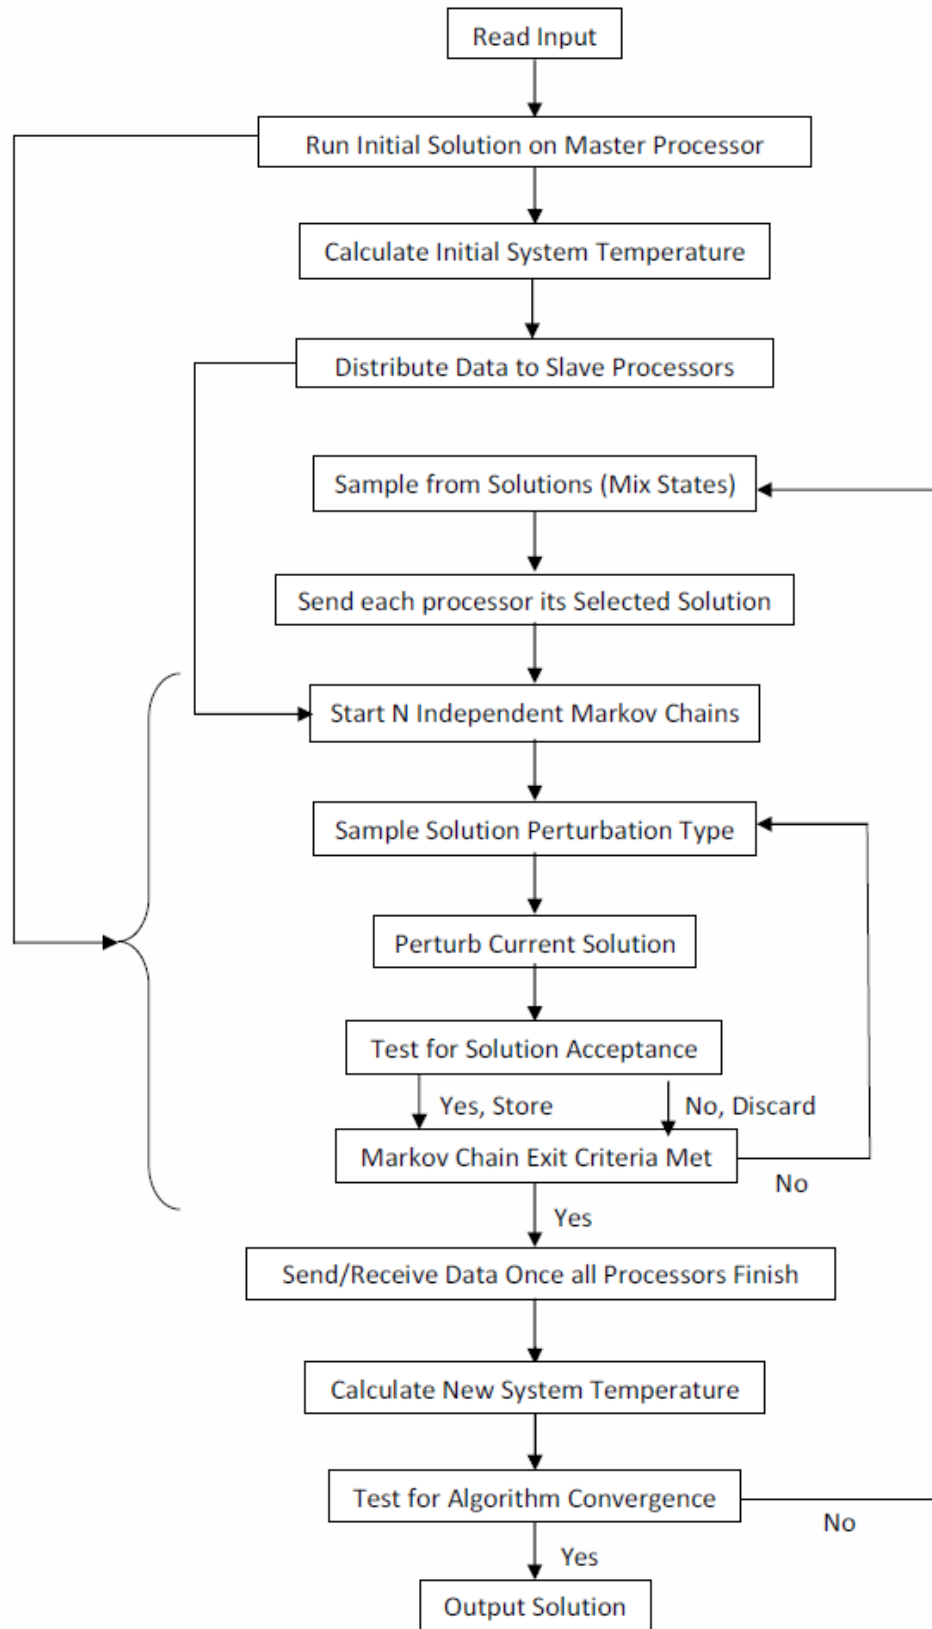 Read Input
Run Initial Solution on Master Processor
Calculate Initial System Temperature
Distribute Data to Slave Processors
Sample from Solutions (Mix States)
Send each processor its Selected Solution
Start N Independent Markov Chains
Sample Solution Perturbation Type
Perturb Current Solution
Test for Solution Acceptance
Yes, Store
No, Discard
Markov Chain Exit Criteria Met
No
Yes
Send/Receive Data Once all Processors Finish
Calculate New System Temperature
Test for Algorithm Convergence
No
Yes
Output Solution